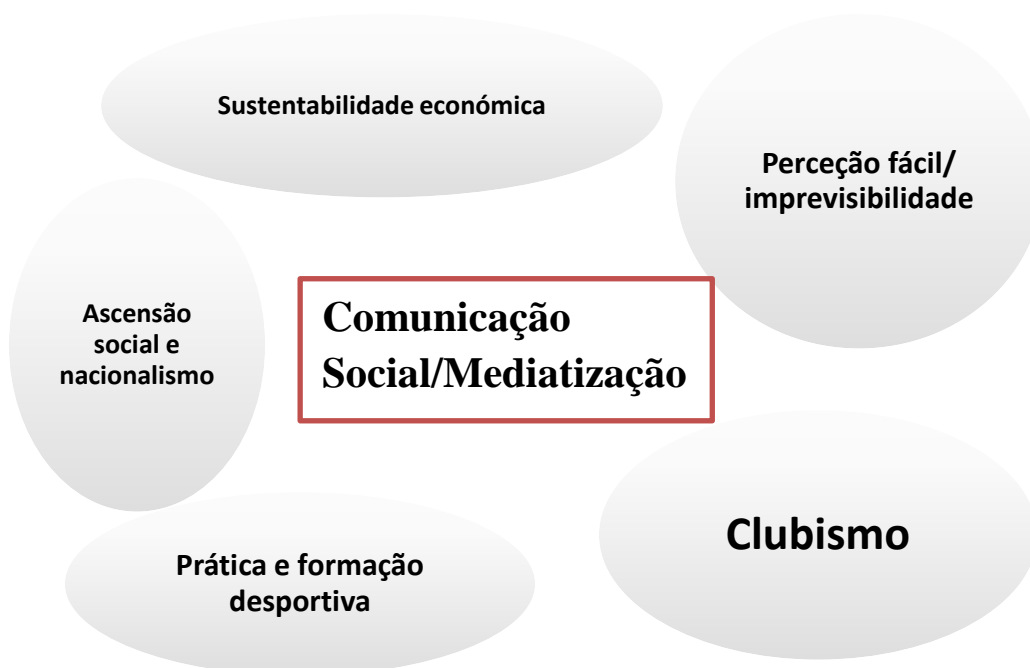 Sustentabilidade económica
Perceção fácil/
imprevisibilidade
Ascensão
social e
nacionalismo
Comunicação
Social/Mediatização
Clubismo
Prática e formação
desportiva